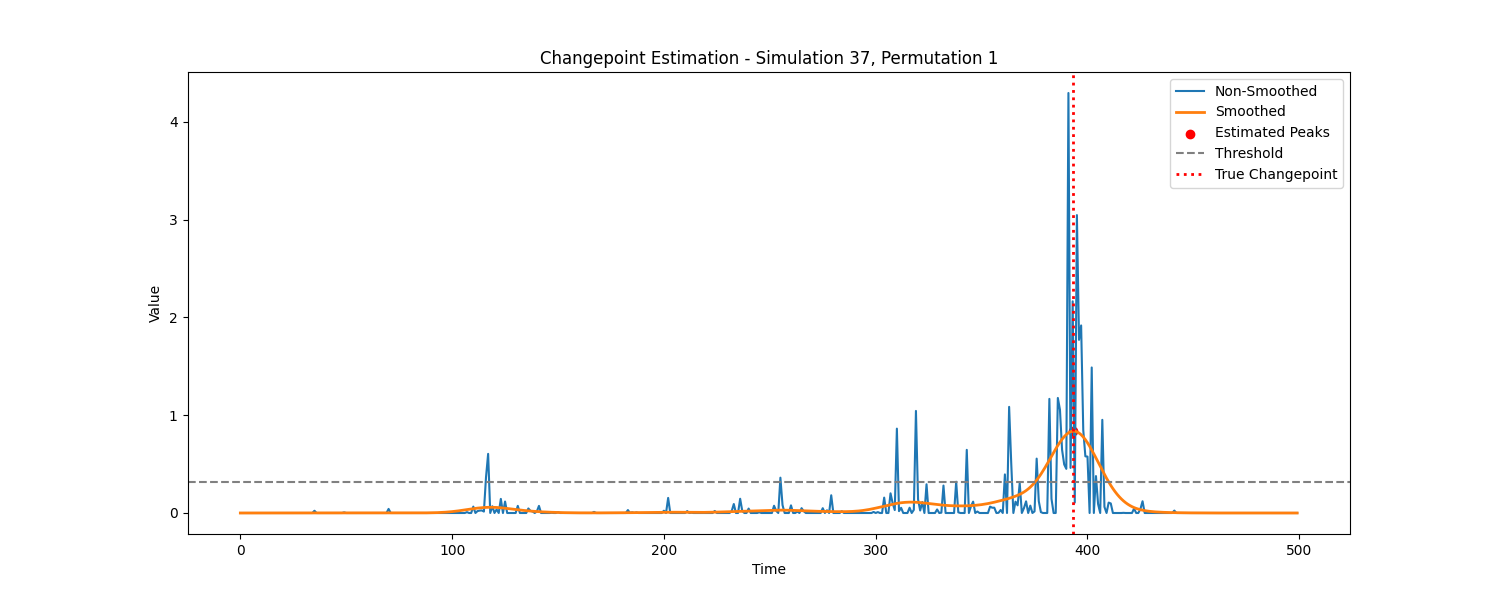 Changepoint Estimation - Simulation 37, Permutation 1
Non-Smoothed
Smoothed
Estimated Peaks
Threshold
True Changepoint
Value
4
3
2
1
0
0 100 200 300 400 500
Time